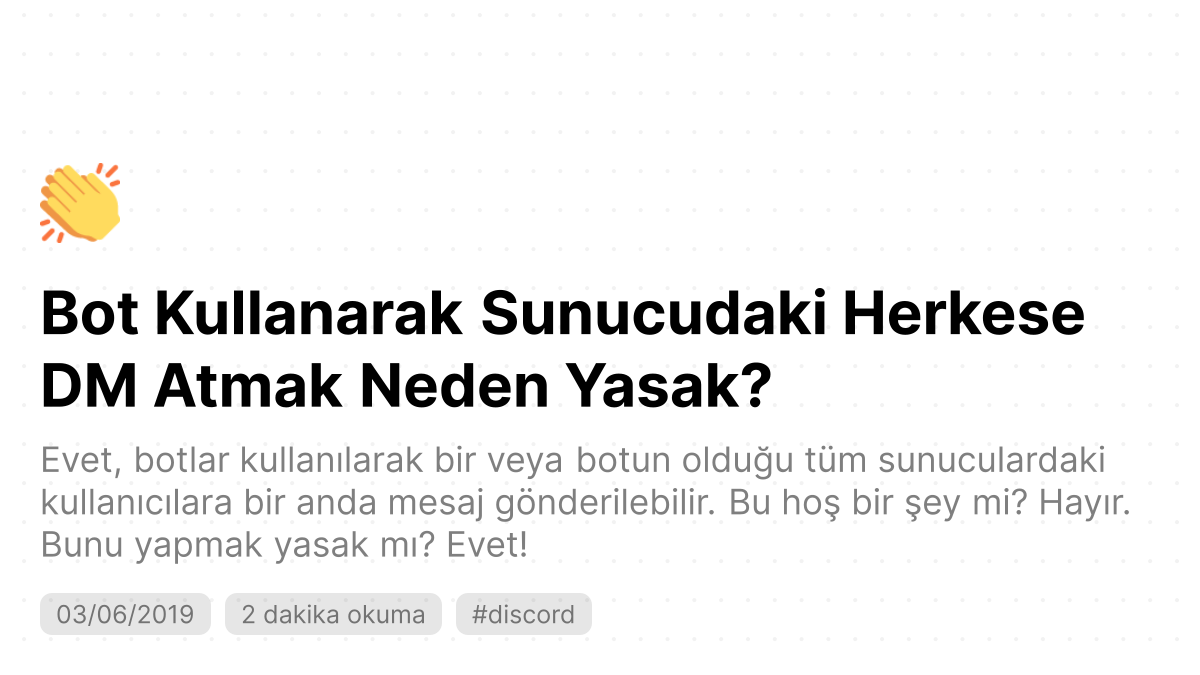 Bot Kullanarak Sunucudaki Herkese
DM Atmak Neden Yasak?
Evet, botlar kullanılarak bir veya botun olduğu tüm sunuculardaki
kullanıcılara bir anda mesaj gönderilebilir. Bu hoş bir şey mi? Hayır.
Bunu yapmak yasak mı? Evet!
03/06/2019 2 dakika okuma #discord